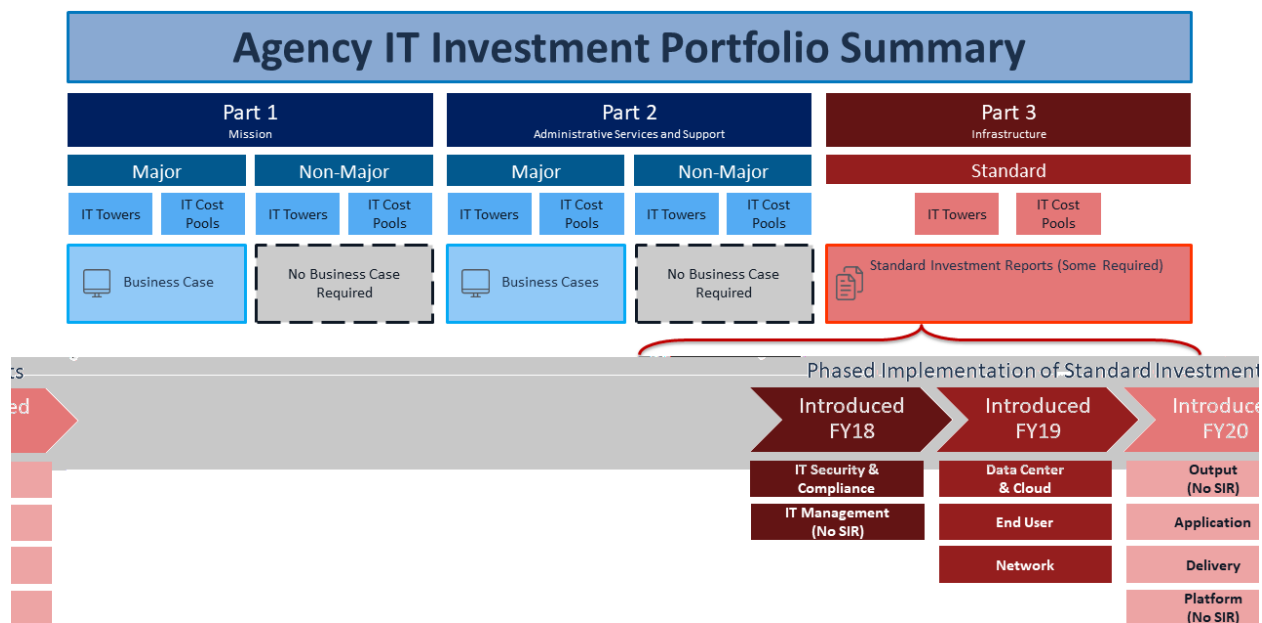 Agency IT Investment Portfolio Summary
Part 1
Mission
Part 2
Administrative Services and Support
Part 3
Infrastructure
Major
Non-Major
Major
Non-Major
Standard
IT Towers
IT Cost
Pools
IT Towers
IT Cost
Pools
IT Towers
IT Cost
Pools
IT Towers
IT Cost
Pools
IT Towers
IT Cost
Pools
Business Case
No Business Case
Required
Business Cases
No Business Case
Required
Standard Investment Reports (Some Required)
ts
Phased Implementation of Standard Investment
ed
Introduced
FY18
Introduced
FY19
Introduce
FY20
IT Security &
Compliance
Data Center
& Cloud
Output
(No SIR)
IT Management
(No SIR)
End User
Application
Network
Delivery
Platform
(No SIR)